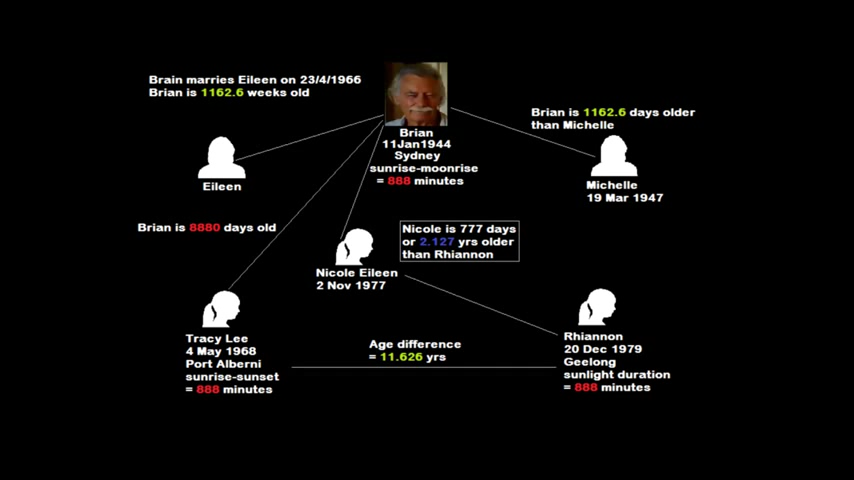 Brain marries Eileen on 23/4/1966
Brian is 1162.6 weeks old
Brian is 1162.6 days older
than Michelle
Brian
11Jan1944
Sydney
sunrise-moonrise
= 888 minutes
Eileen
Michelle
19 Mar 1947
Brian is 8880 days old
Nicole is 777 days
or 2.127 yrs older
than Rhiannon
Nicole Eileen
2 Nov 1977
Tracy Lee
4 May 1968
Port Alberni
sunrise-sunset
= 888 minutes
Age difference
= 11.626 yrs
Rhiannon
20 Dec 1979
Geelong
sunlight duration
= 888 minutes